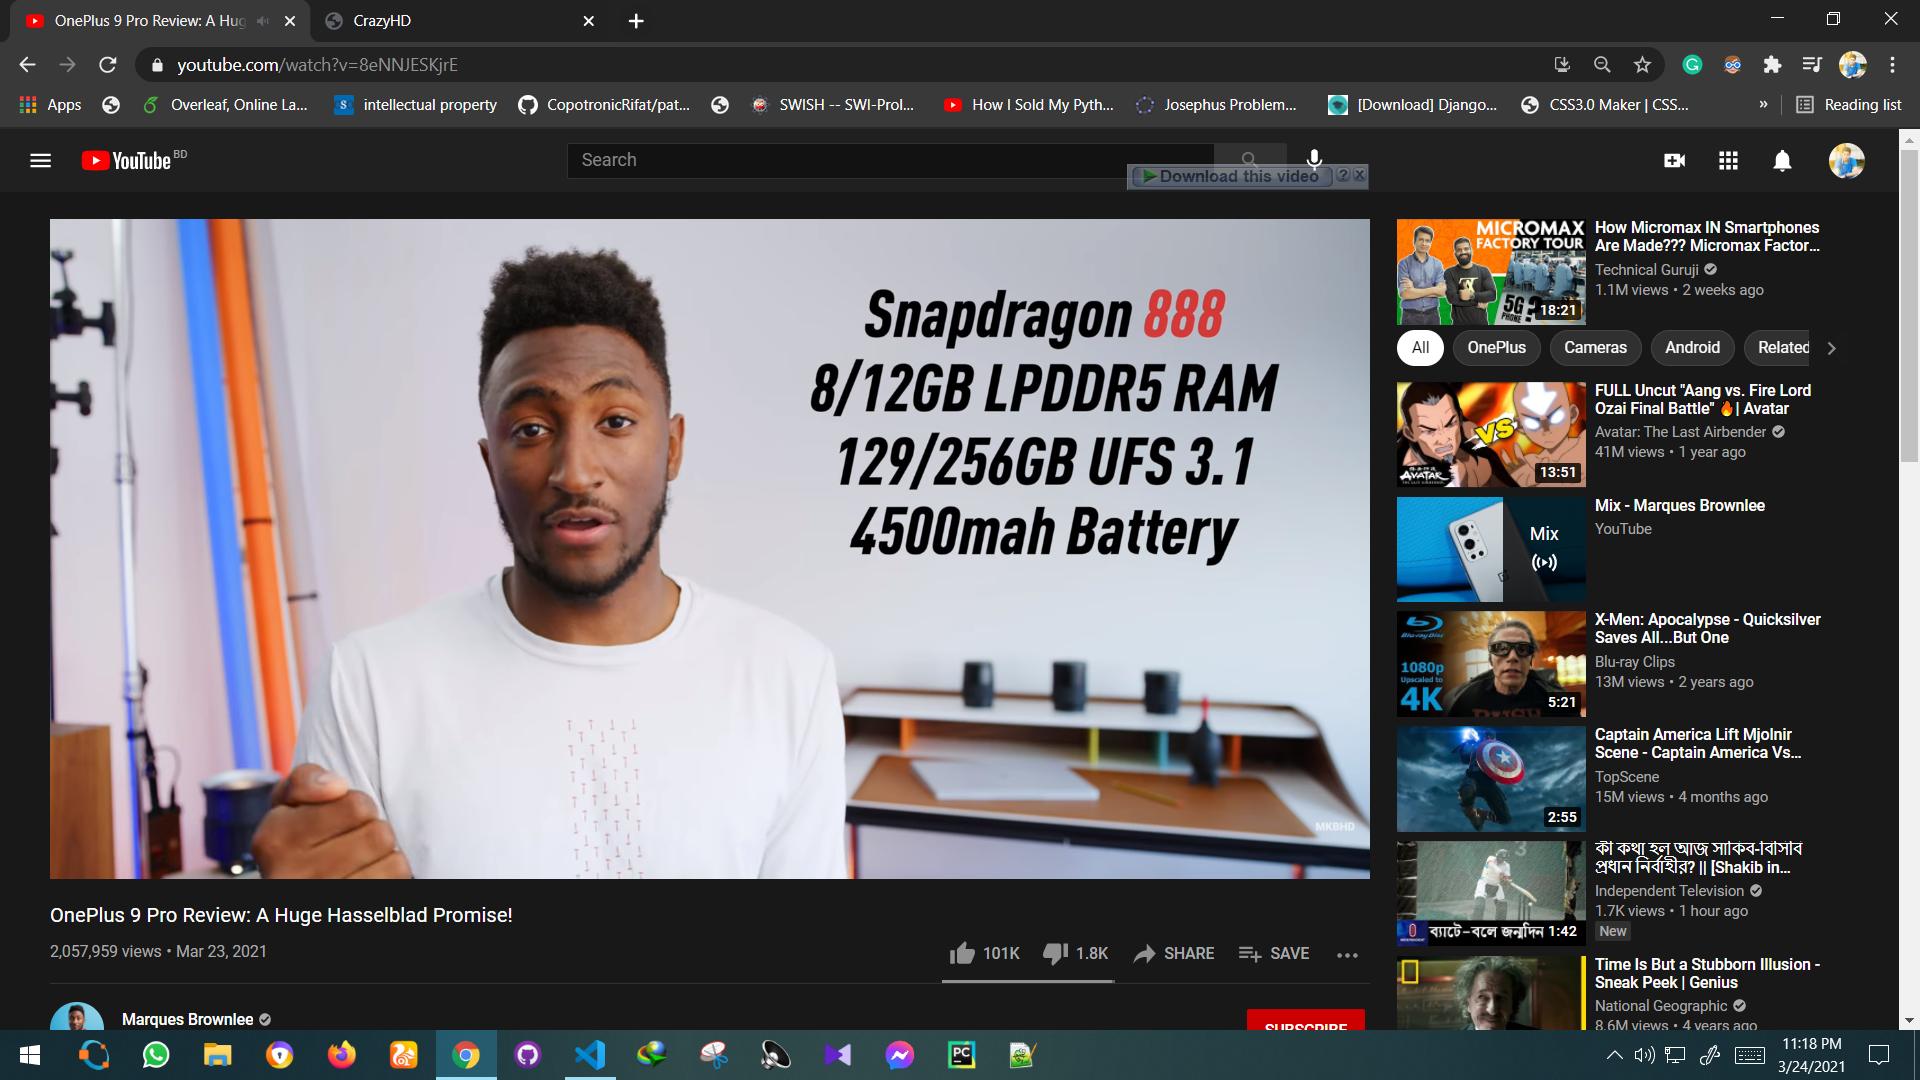 OnePlus 9 Pro Review: A Hug
CrazyHD
youtube.com/watch?v=8eNNJESKjrE
Apps
Overleaf, Online La...
intellectual property
CopotronicRifat/pat...
SWISH -- SWI-Prol...
How I Sold My Pyth...
Josephus Problem...
[Download] Django...
CSS3.0 Maker | CSS...
»
Reading list
YouTube BD
Search
Download this video
Snapdragon 888
8/12GB LPDDR5 RAM
129/256GB UFS 3.1
4500mah Battery
MKBHD
OnePlus 9 Pro Review: A Huge Hasselblad Promise!
2,057,959 views • Mar 23, 2021
101K
1.8K
SHARE
SAVE
Marques Brownlee
SUBSCRIBE
MICROMAX
FACTORY TOUR
5G ?
PHONE
18:21
How Micromax IN Smartphones
Are Made??? Micromax Factor...
Technical Guruji
1.1M views • 2 weeks ago
All
OnePlus
Cameras
Android
Related
VS
AVATAR
13:51
FULL Uncut "Aang vs. Fire Lord
Ozai Final Battle" 🔥| Avatar
Avatar: The Last Airbender
41M views • 1 year ago
Mix
Mix - Marques Brownlee
YouTube
Blu-ray Disc
1080p
Upscaled to
4K
5:21
X-Men: Apocalypse - Quicksilver
Saves All...But One
Blu-ray Clips
13M views • 2 years ago
2:55
Captain America Lift Mjolnir
Scene - Captain America Vs...
TopScene
15M views • 4 months ago
ব্যাটে-বলে জন্মদিন 1:42
কী কথা হল আজ সাকিব-বিসিবি
প্রধান নির্বাহীর? || [Shakib in...
Independent Television
1.7K views • 1 hour ago
New
Time Is But a Stubborn Illusion -
Sneak Peek | Genius
National Geographic
8.6M views • 4 years ago
PC
11:18 PM
3/24/2021